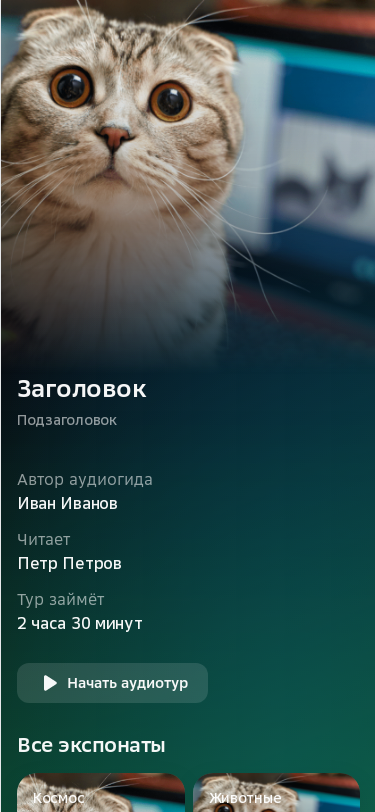 Заголовок
Подзаголовок
Автор аудиогида
Иван Иванов
Читает
Петр Петров
Тур займёт
2 часа 30 минут
Начать аудиотур
Все экспонаты
Космос
Животные